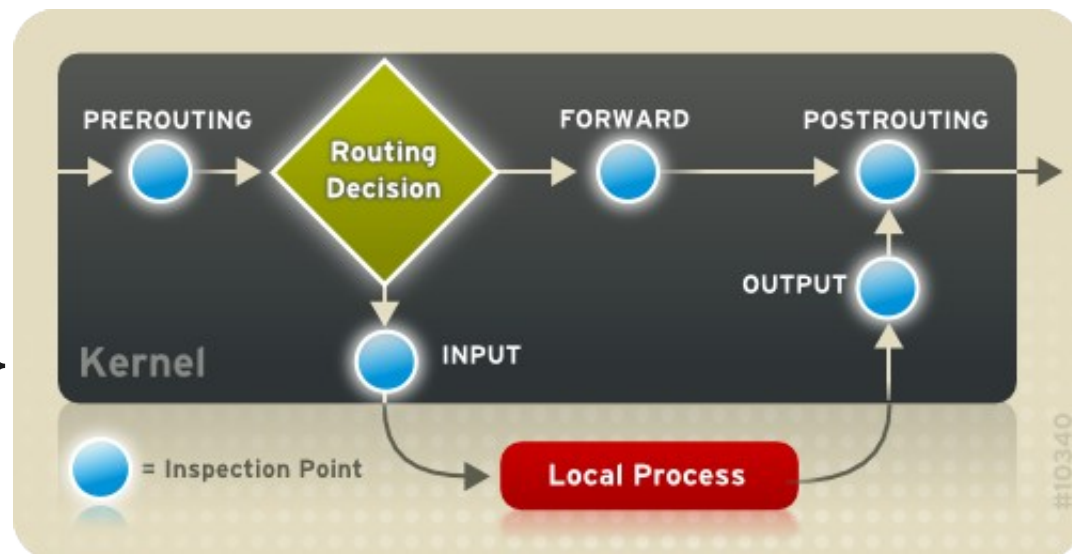 PREROUTING
FORWARD
POSTROUTING
Routing
Decision
OUTPUT
INPUT
Kernel
= Inspection Point
Local Process
#10340